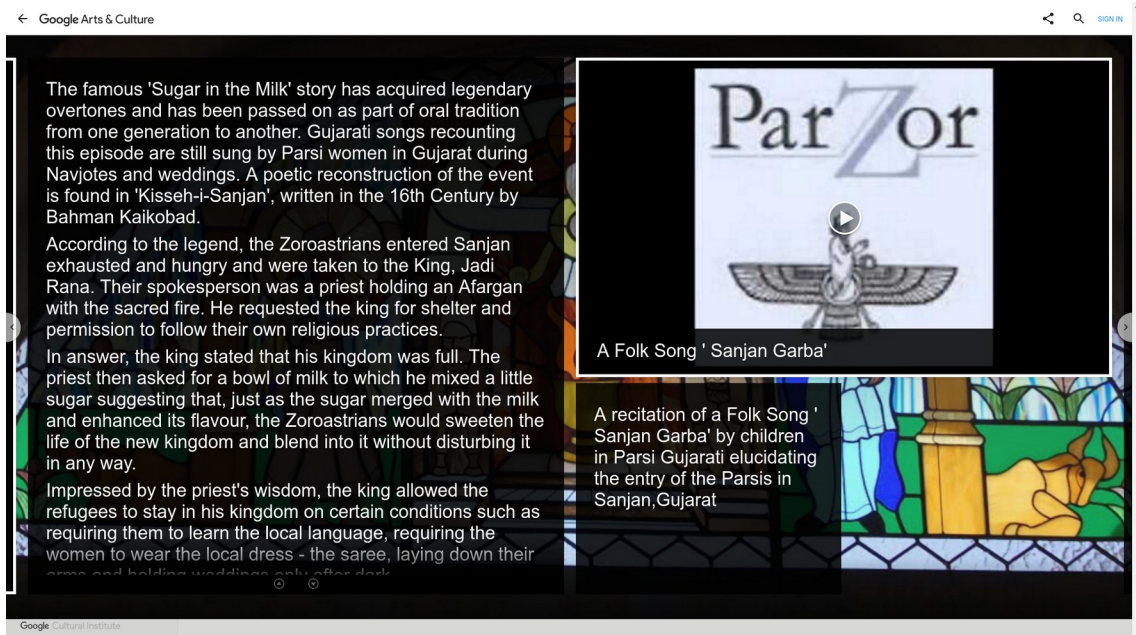 Google Arts & Culture
SIGN IN
The famous 'Sugar in the Milk' story has acquired legendary
overtones and has been passed on as part of oral tradition
from one generation to another. Gujarati songs recounting
this episode are still sung by Parsi women in Gujarat during
Navjotes and weddings. A poetic reconstruction of the event
is found in 'Kisseh-i-Sanjan', written in the 16th Century by
Bahman Kaikobad.
According to the legend, the Zoroastrians entered Sanjan
exhausted and hungry and were taken to the King, Jadi
Rana. Their spokesperson was a priest holding an Afargan
with the sacred fire. He requested the king for shelter and
permission to follow their own religious practices.
In answer, the king stated that his kingdom was full. The
priest then asked for a bowl of milk to which he mixed a little
sugar suggesting that, just as the sugar merged with the milk
and enhanced its flavour, the Zoroastrians would sweeten the
life of the new kingdom and blend into it without disturbing it
in any way.
Impressed by the priest's wisdom, the king allowed the
refugees to stay in his kingdom on certain conditions such as
requiring them to learn the local language, requiring the
women to wear the local dress - the saree, laying down their
arms and holding weddings only after dark
ParZor
A Folk Song ' Sanjan Garba'
A recitation of a Folk Song '
Sanjan Garba' by children
in Parsi Gujarati elucidating
the entry of the Parsis in
Sanjan,Gujarat
Google Cultural Institute